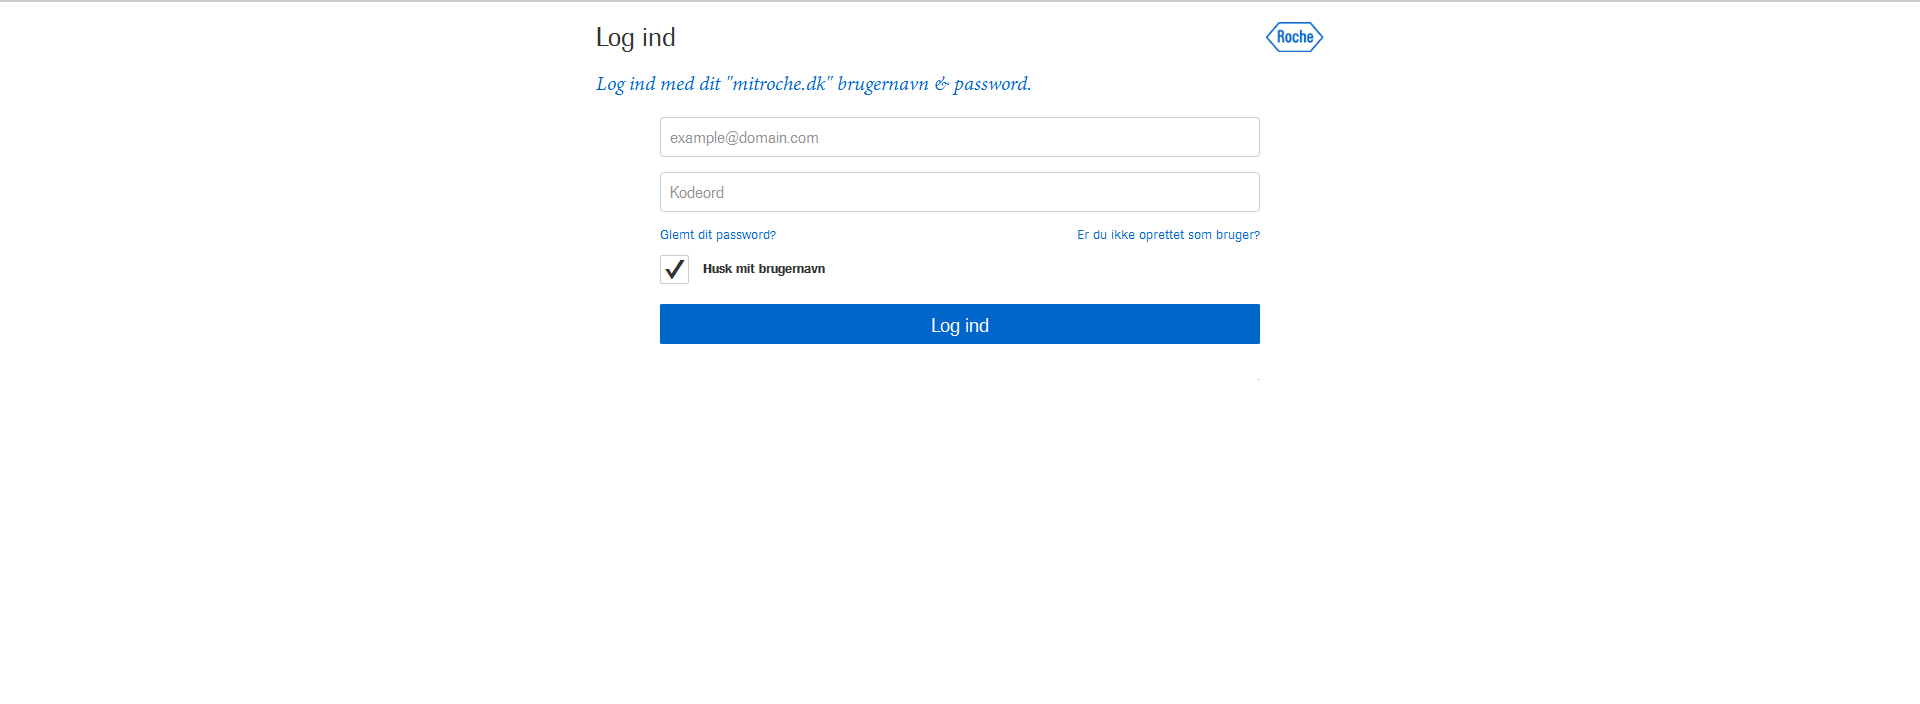 Log ind
Roche
Log ind med dit "mitroche.dk" brugernavn & password.
example@domain.com
Kodeord
Glemt dit password?
Er du ikke oprettet som bruger?
Husk mit brugernavn
Log ind
.